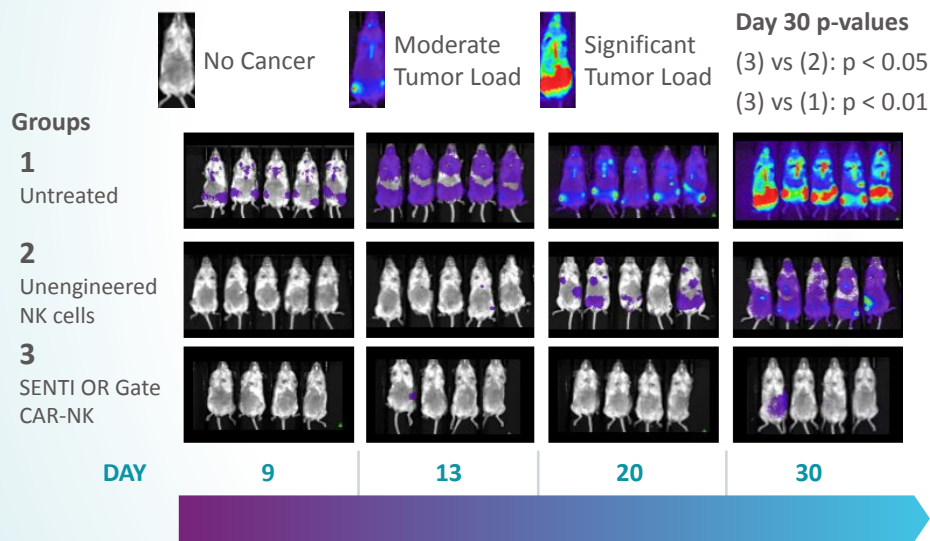 No Cancer
Moderate
Tumor Load
Significant
Tumor Load
Day 30 p-values
(3) vs (2): p < 0.05
(3) vs (1): p < 0.01
Groups
1
Untreated
2
Unengineered
NK cells
3
SENTI OR Gate
CAR-NK
DAY
9
13
20
30